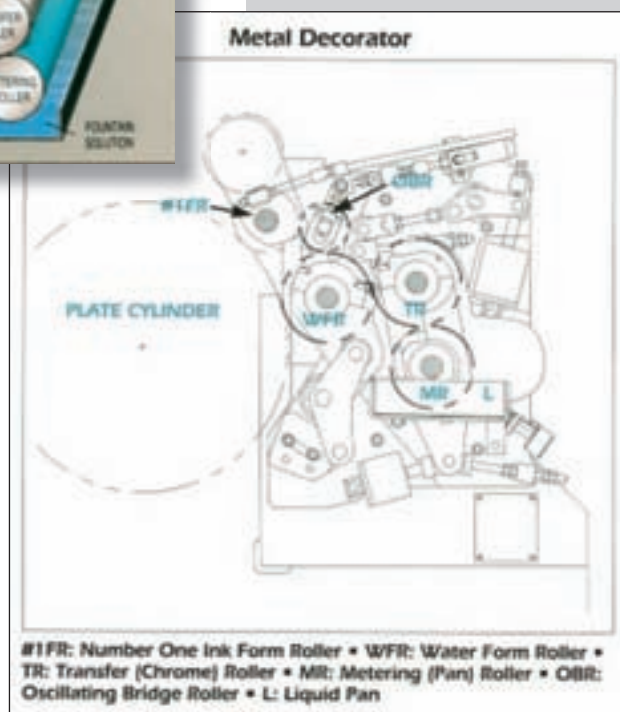 FOUNTAIN
SOLUTION
Metal Decorator
OBR
#1FR
PLATE CYLINDER
WFR
TR
MR
L
#1FR: Number One Ink Form Roller • WFR: Water Form Roller •
TR: Transfer (Chrome) Roller • MR: Metering (Pan) Roller • OBR:
Oscillating Bridge Roller • L: Liquid Pan